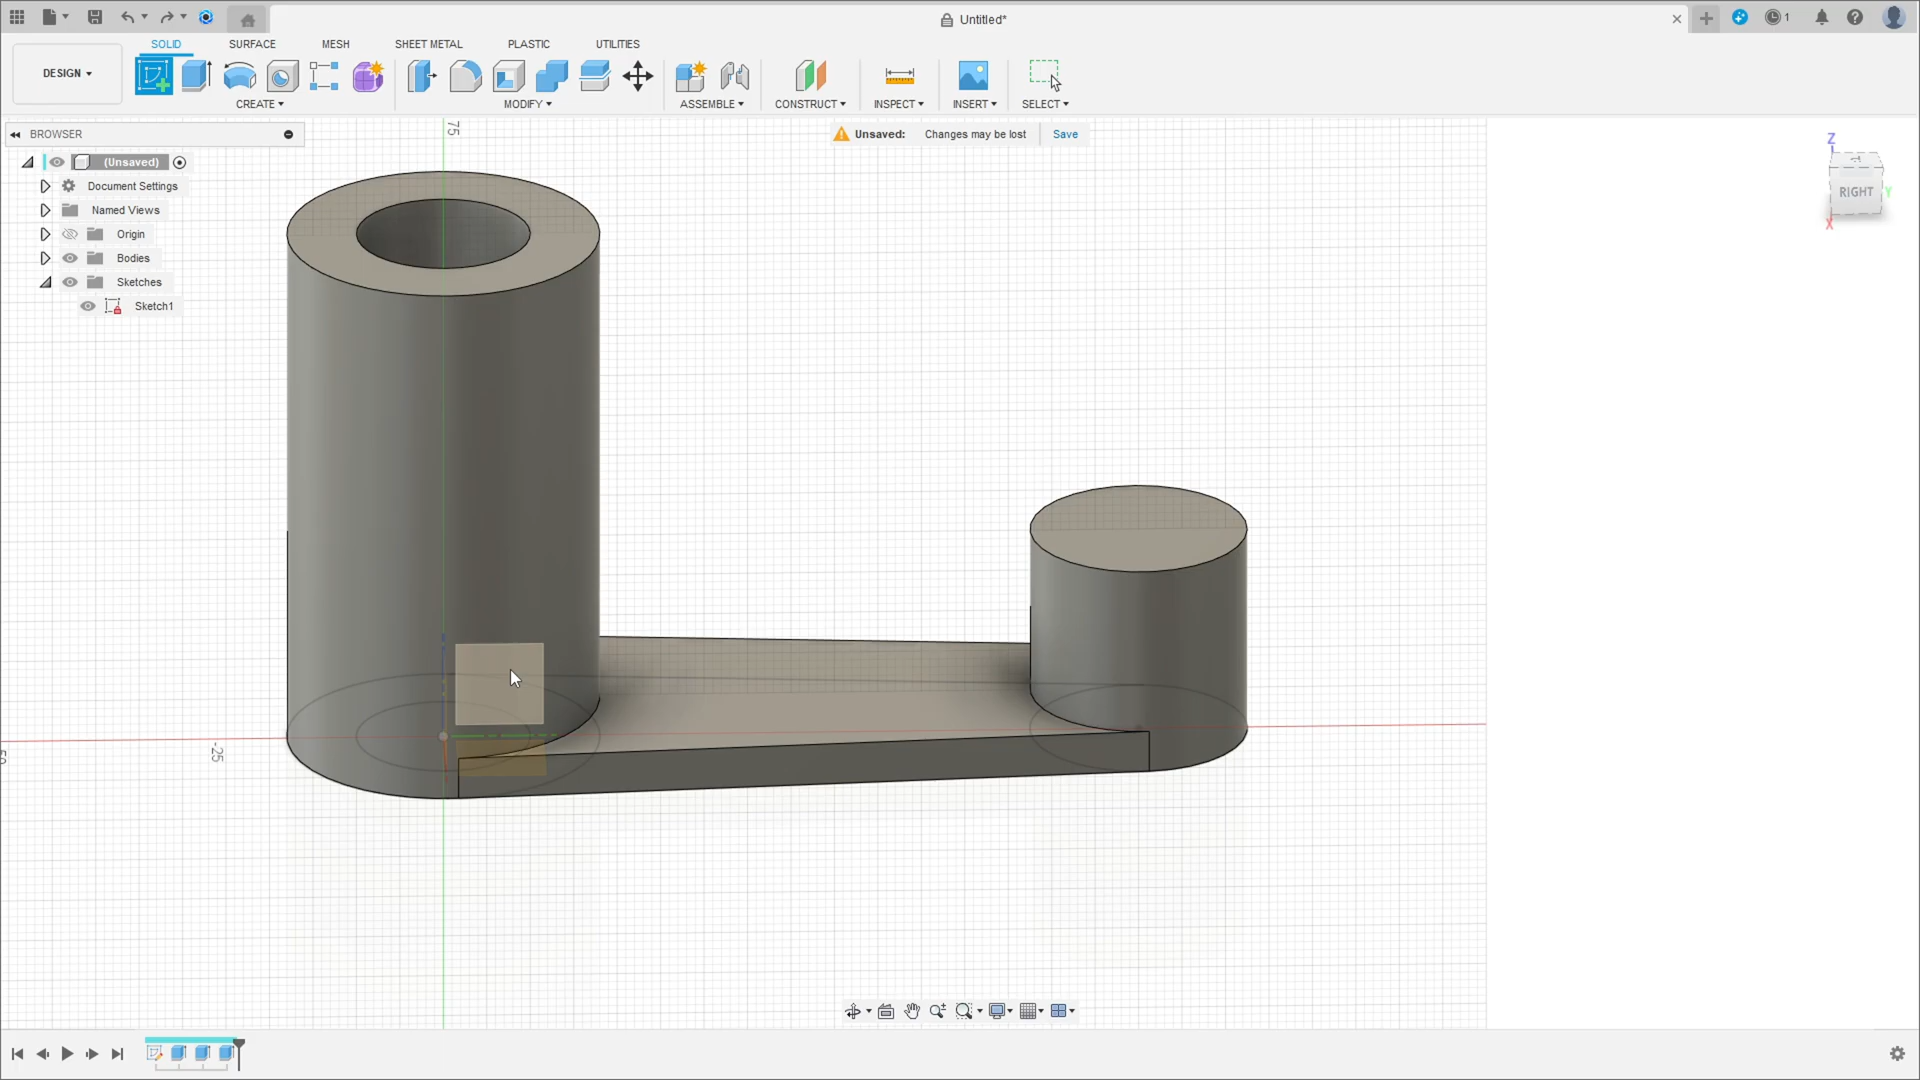 Untitled*
1
DESIGN
SOLID
SURFACE
MESH
SHEET METAL
PLASTIC
UTILITIES
CREATE
MODIFY
ASSEMBLE
CONSTRUCT
INSPECT
INSERT
SELECT
BROWSER
Unsaved: Changes may be lost Save
(Unsaved)
Document Settings
Named Views
Origin
Bodies
Sketches
Sketch1
75
-25
Z
RIGHT
Y
X